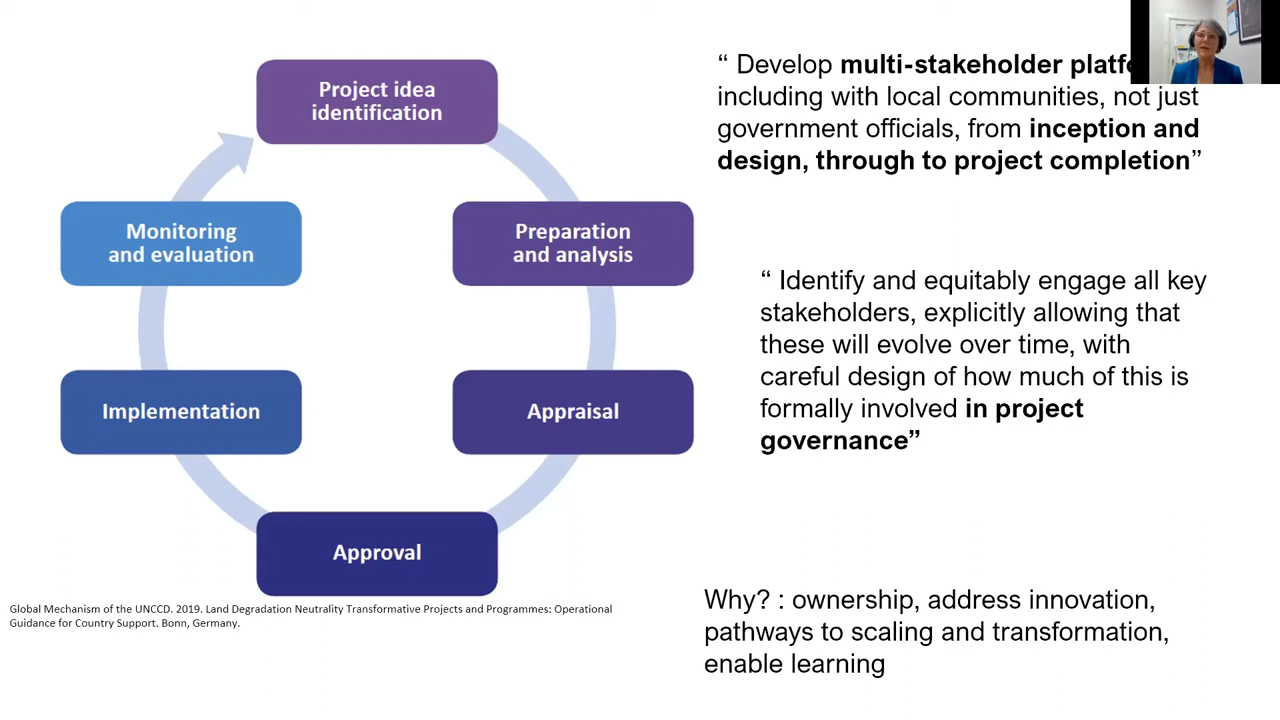 Project idea
identification
Preparation
and analysis
Appraisal
Approval
Implementation
Monitoring
and evaluation
Global Mechanism of the UNCCD. 2019. Land Degradation Neutrality Transformative Projects and Programmes: Operational
Guidance for Country Support. Bonn, Germany.
“ Develop multi-stakeholder
including with local communities, not just
government officials, from inception and
design, through to project completion”
“ Identify and equitably engage all key
stakeholders, explicitly allowing that
these will evolve over time, with
careful design of how much of this is
formally involved in project
governance”
Why? : ownership, address innovation,
pathways to scaling and transformation,
enable learning